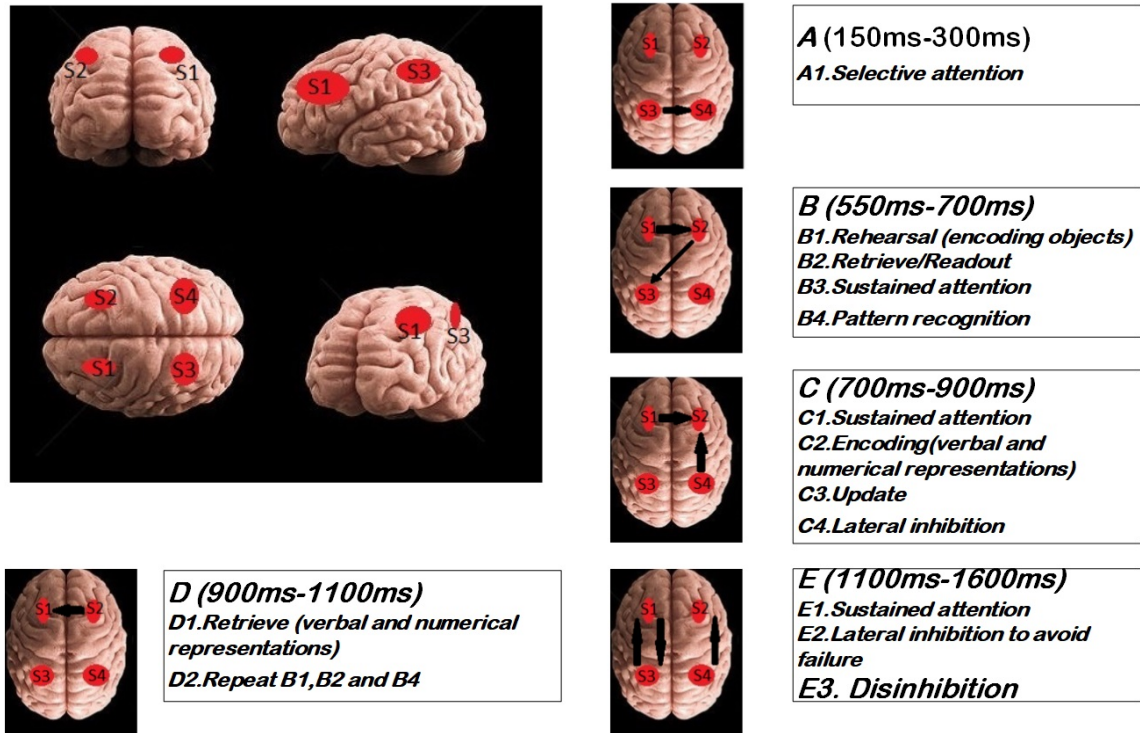 S2
S1
S1
S3
S2
S4
S1
S3
S1
S3
S1
S2
S3
S4
A (150ms-300ms)
A1.Selective attention
S1
S2
S3
S4
B (550ms-700ms)
B1.Rehearsal (encoding objects)
B2.Retrieve/Readout
B3.Sustained attention
B4.Pattern recognition
S1
S2
S3
S4
C (700ms-900ms)
C1.Sustained attention
C2.Encoding(verbal and
numerical representations)
C3.Update
C4.Lateral inhibition
S1
S2
S3
S4
D (900ms-1100ms)
D1.Retrieve (verbal and numerical
representations)
D2.Repeat B1,B2 and B4
S1
S2
S3
S4
E (1100ms-1600ms)
E1.Sustained attention
E2.Lateral inhibition to avoid
failure
E3. Disinhibition